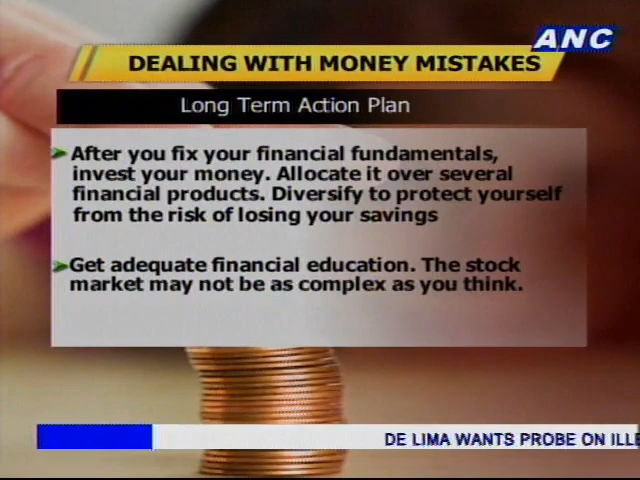 ANC
DEALING WITH MONEY MISTAKES
Long Term Action Plan
After you fix your financial fundamentals,
invest your money. Allocate it over several
financial products. Diversify to protect yourself
from the risk of losing your savings
Get adequate financial education. The stock
market may not be as complex as you think.
DE LIMA WANTS PROBE ON